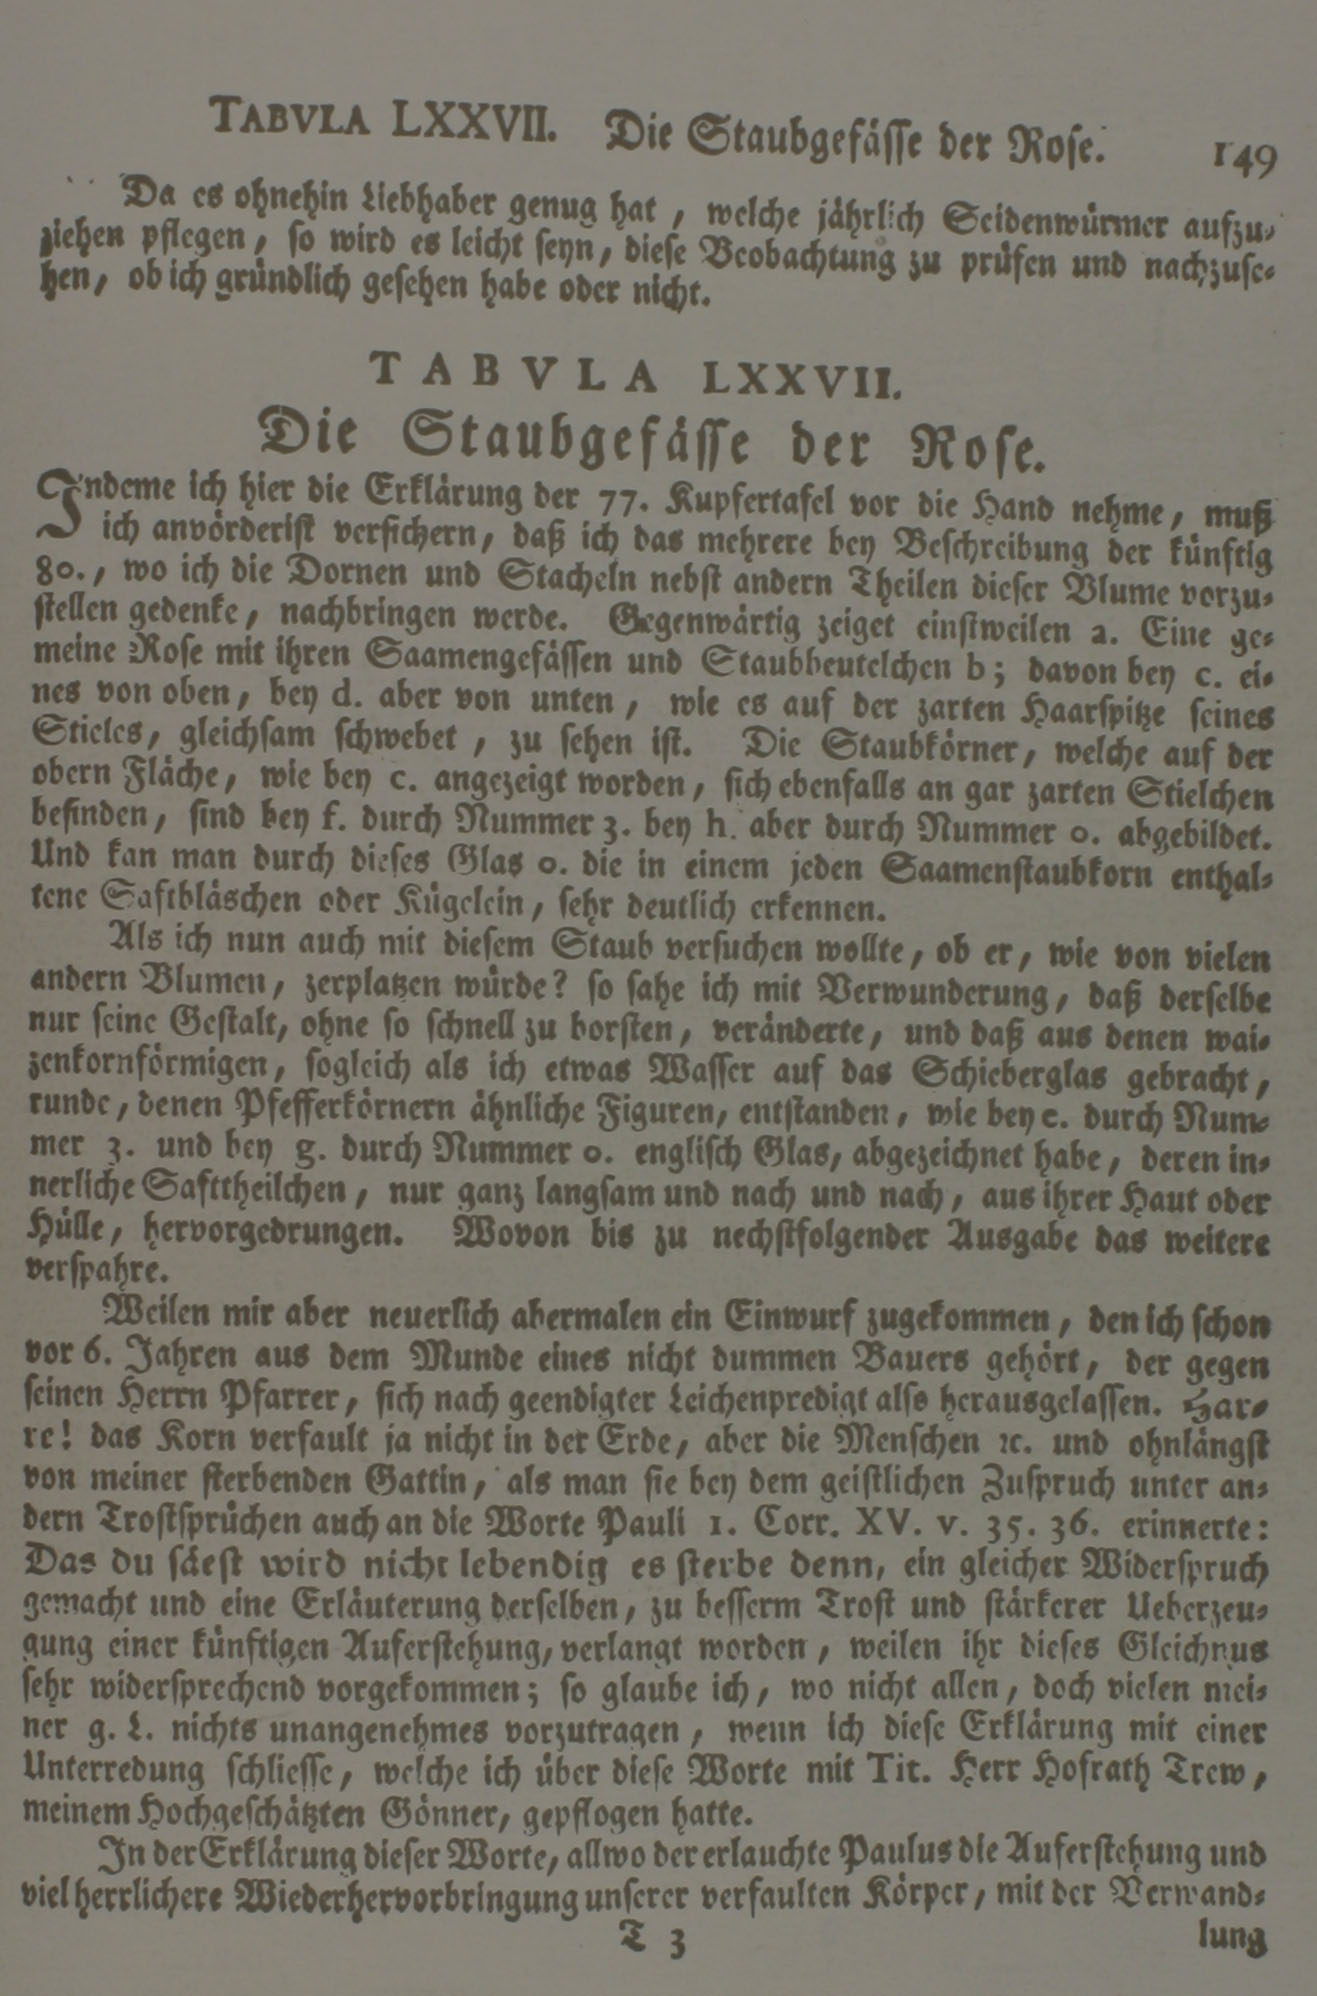 TABVLA LXXVII. Die Staubgefässe der Rose. 149
Da es ohnehin Liebhaber genug hat, welche jährlich Seidenwürmer aufzu-
ziehen pflegen, so wird es leicht seyn, diese Beobachtung zu prüfen und nachzuse-
hen, ob ich gründlich gesehen habe oder nicht.
TABVLA LXXVII.
Die Staubgefässe der Rose.
Indeme ich hier die Erklärung der 77. Kupfertafel vor die Hand nehme, muß
ich anvörderist versichern, daß ich das mehrere bey Beschreibung der künftig
80., wo ich die Dornen und Stacheln nebst andern Theilen dieser Blume vorzu-
stellen gedenke, nachbringen werde. Gegenwärtig zeiget einstweilen a. Eine ge-
meine Rose mit ihren Saamengefässen und Staubbeutelchen b; davon bey c. ei-
nes von oben, bey d. aber von unten, wie es auf der zarten Haarspitze seines
Stieles, gleichsam schwebet, zu sehen ist. Die Staubkörner, welche auf der
obern Fläche, wie bey c. angezeigt worden, sich ebenfalls an gar zarten Stielchen
befinden, sind bey f. durch Nummer 3. bey h. aber durch Nummer 0. abgebildet.
Und kan man durch dieses Glas 0. die in einem jeden Saamenstaubkorn enthal-
tene Saftbläschen oder Kügelein, sehr deutlich erkennen.
Als ich nun auch mit diesem Staub versuchen wollte, ob er, wie von vielen
andern Blumen, zerplatzen würde? so sahe ich mit Verwunderung, daß derselbe
nur seine Gestalt, ohne so schnell zu borsten, veränderte, und daß aus denen wai-
zenkornförmigen, sogleich als ich etwas Wasser auf das Schieberglas gebracht,
runde, denen Pfefferkörnern ähnliche Figuren, entstanden, wie bey e. durch Num-
mer 3. und bey g. durch Nummer 0. englisch Glas, abgezeichnet habe, deren in-
nerliche Safttheilchen, nur ganz langsam und nach und nach, aus ihrer Haut oder
Hülle, hervorgedrungen. Wovon bis zu nechstfolgender Ausgabe das weitere
verspahre.
Weilen mir aber neuerlich abermalen ein Einwurf zugekommen, den ich schon
vor 6. Jahren aus dem Munde eines nicht dummen Bauers gehört, der gegen
seinen Herrn Pfarrer, sich nach geendigter Leichenpredigt also herausgelassen. Har-
re! das Korn verfault ja nicht in der Erde, aber die Menschen ꝛc. und ohnlängst
von meiner sterbenden Gattin, als man sie bey dem geistlichen Zuspruch unter an-
dern Trostsprüchen auch an die Worte Pauli 1. Corr. XV. v. 35. 36. erinnerte:
Das du säest wird nicht lebendig es sterbe denn, ein gleicher Widerspruch
gemacht und eine Erläuterung derselben, zu besserm Trost und stärkerer Ueberzeu-
gung einer künftigen Auferstehung, verlangt worden, weilen ihr dieses Gleichnus
sehr widersprechend vorgekommen; so glaube ich, wo nicht allen, doch vielen mei-
ner g. L. nichts unangenehmes vorzutragen, wenn ich diese Erklärung mit einer
Unterredung schliesse, welche ich über diese Worte mit Tit. Herr Hofrath Trew,
meinem Hochgeschätzten Gönner, gepflogen hatte.
In der Erklärung dieser Worte, allwo der erlauchte Paulus die Auferstehung und
viel herrlichere Wiederhervorbringung unserer verfaulten Körper, mit der Verwand-
T 3 lung